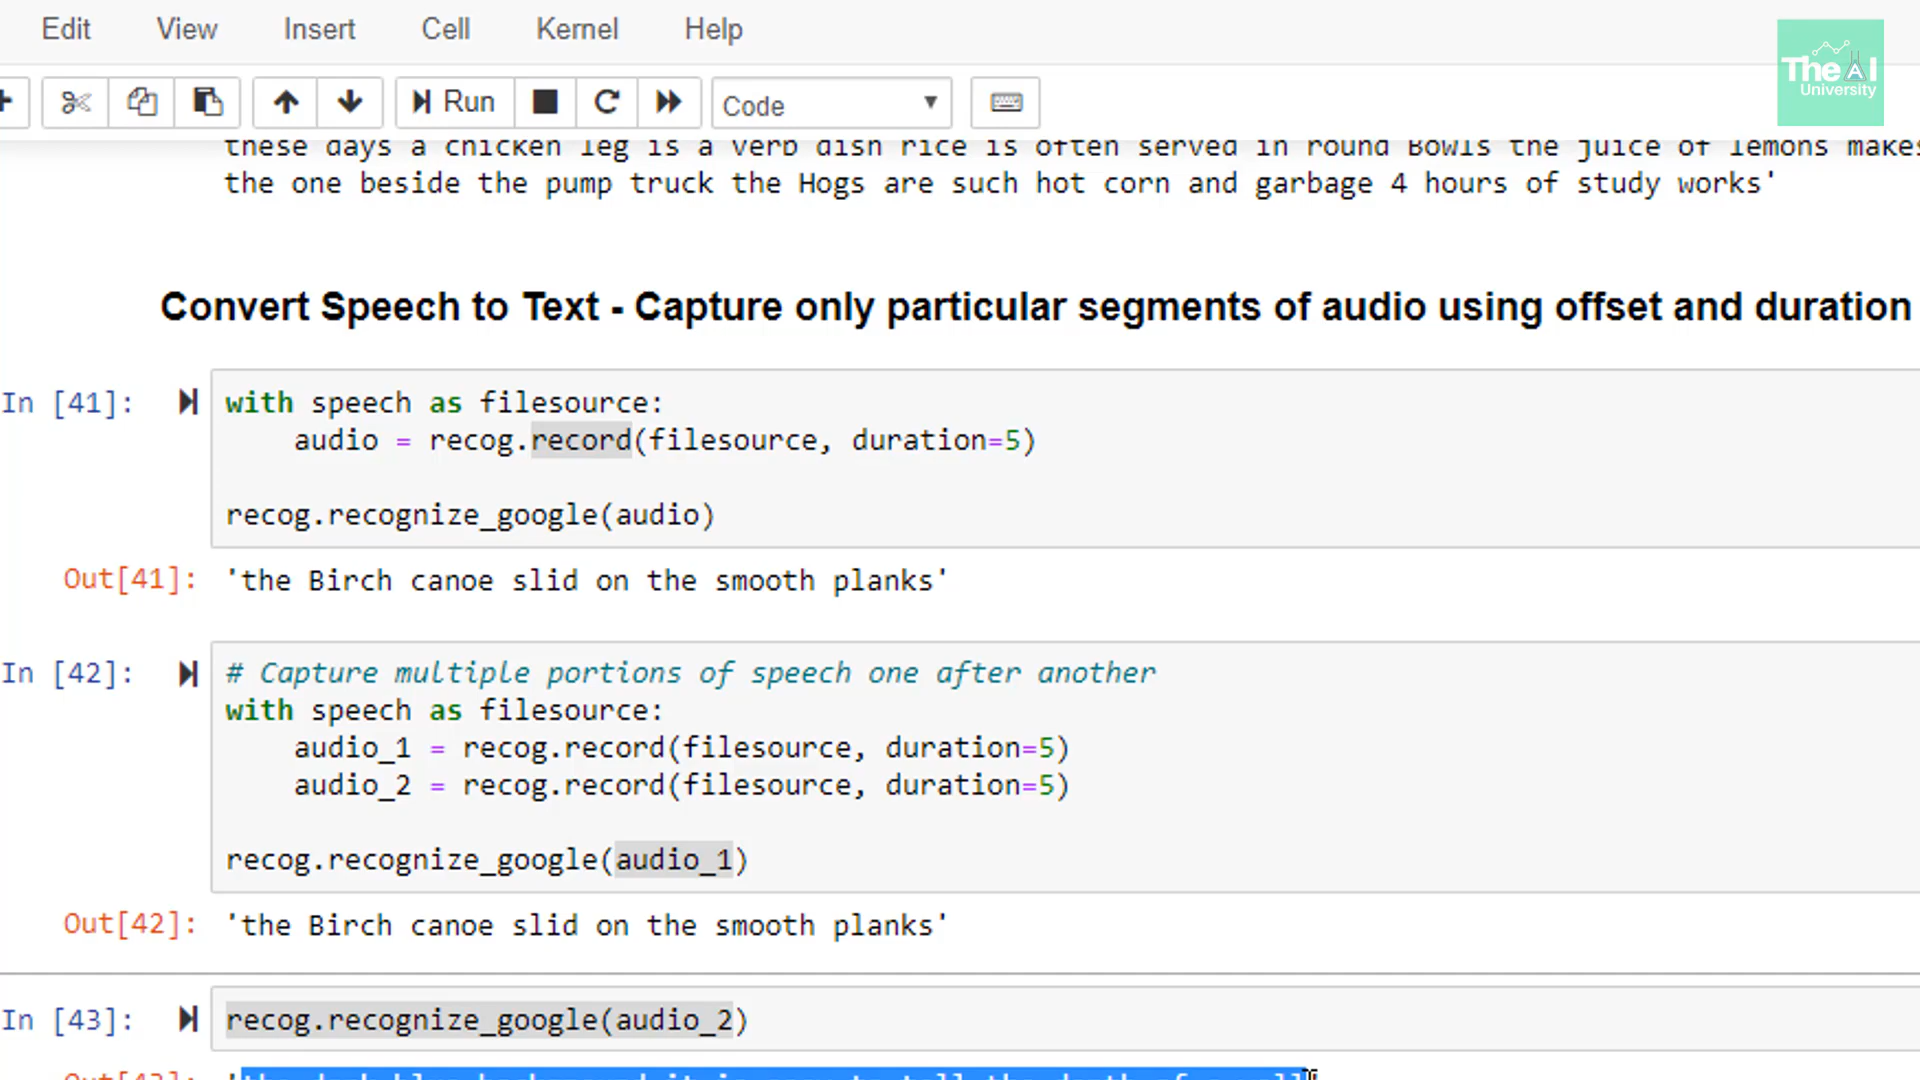 Edit View Insert Cell Kernel Help
Run Code
The AI
University
these days a chicken leg is a verb dish rice is often served in round Bowls the juice of lemons makes
the one beside the pump truck the Hogs are such hot corn and garbage 4 hours of study works'
Convert Speech to Text - Capture only particular segments of audio using offset and duration
In [41]: with speech as filesource:
audio = recog.record(filesource, duration=5)
recog.recognize_google(audio)
Out[41]: 'the Birch canoe slid on the smooth planks'
In [42]: # Capture multiple portions of speech one after another
with speech as filesource:
audio_1 = recog.record(filesource, duration=5)
audio_2 = recog.record(filesource, duration=5)
recog.recognize_google(audio_1)
Out[42]: 'the Birch canoe slid on the smooth planks'
In [43]: recog.recognize_google(audio_2)